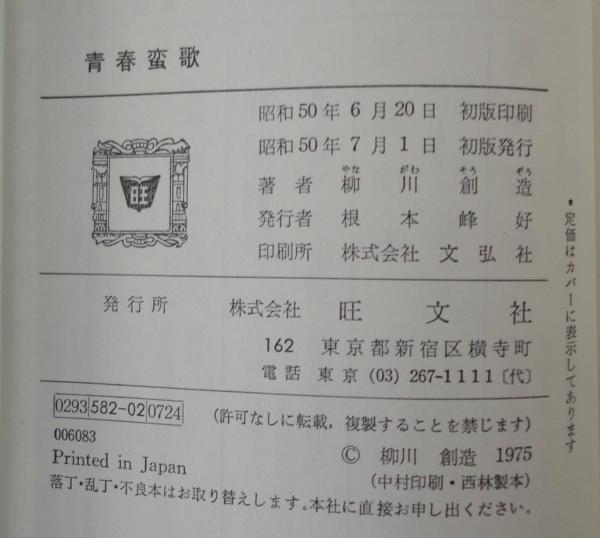 青春蛮歌
昭和50年6月20日 初版印刷
昭和50年7月1日 初版発行
やな がわ そう ぞう
著者 柳川創造
発行者 根本峰好
印刷所 株式会社 文弘社
旺
発行所 株式会社 旺文社
162 東京都新宿区横寺町
電話 東京 (03) 267-1111〔代〕
0293 582-02 0724
(許可なしに転載，複製することを禁じます)
006083
© 柳川 創造 1975
Printed in Japan
(中村印刷・西林製本)
落丁・乱丁・不良本はお取り替えします。本社に直接お申し出ください。
*定価はカバーに表示してあります